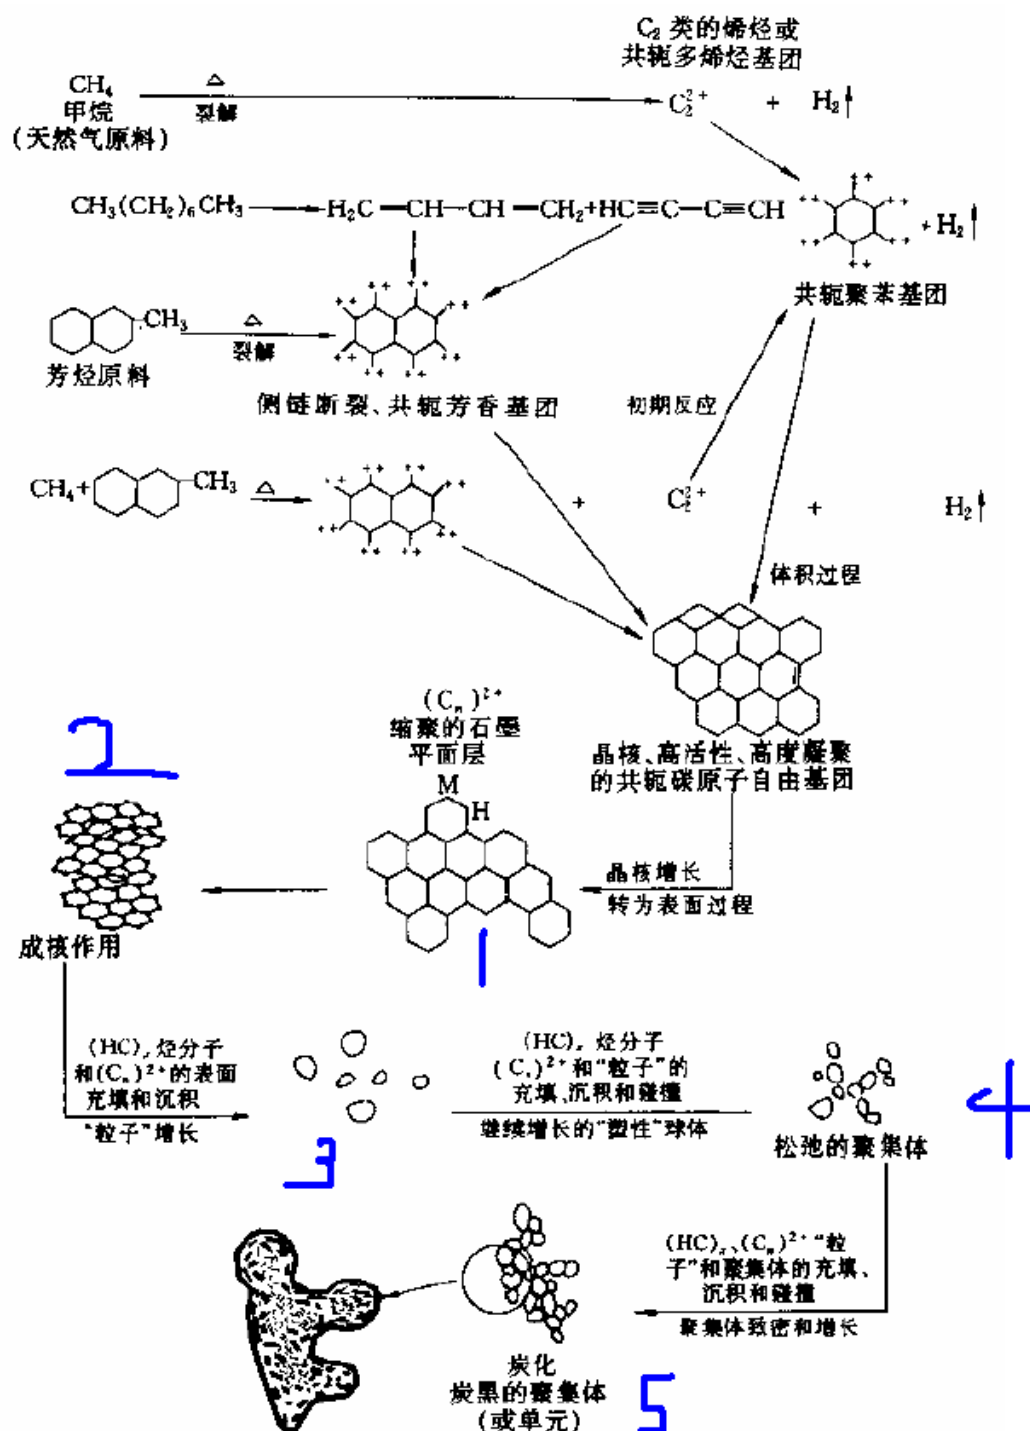 C₂ 类的烯烃或
共轭多烯烃基团
CH₄
甲烷
(天然气原料)
△
裂解
C₂²⁺ + H₂↑
CH₃(CH₂)₆CH₃
H₂C—CH—CH—CH₂+HC≡C—C≡CH
+ H₂↑
共轭聚苯基团
CH₃
芳烃原料
△
裂解
侧链断裂、共轭芳香基团
初期反应
CH₄+
CH₃
△
+ C₂²⁺ + H₂↑
体积过程
晶核、高活性、高度凝聚
的共轭碳原子自由基团
(Cₙ)²⁺
缩聚的石墨
平面层
M
H
晶核增长
转为表面过程
1
2
成核作用
(HC)ₓ烃分子
和(Cₙ)²⁺的表面
充填和沉积
“粒子”增长
3
(HC)ₓ 烃分子
(Cₙ)²⁺和“粒子”的
充填、沉积和碰撞
继续增长的“塑性”球体
4
松弛的聚集体
(HC)ₓ、(Cₙ)²⁺“粒
子”和聚集体的充填、
沉积和碰撞
聚集体致密和增长
炭化
炭黑的聚集体
(或单元)
5